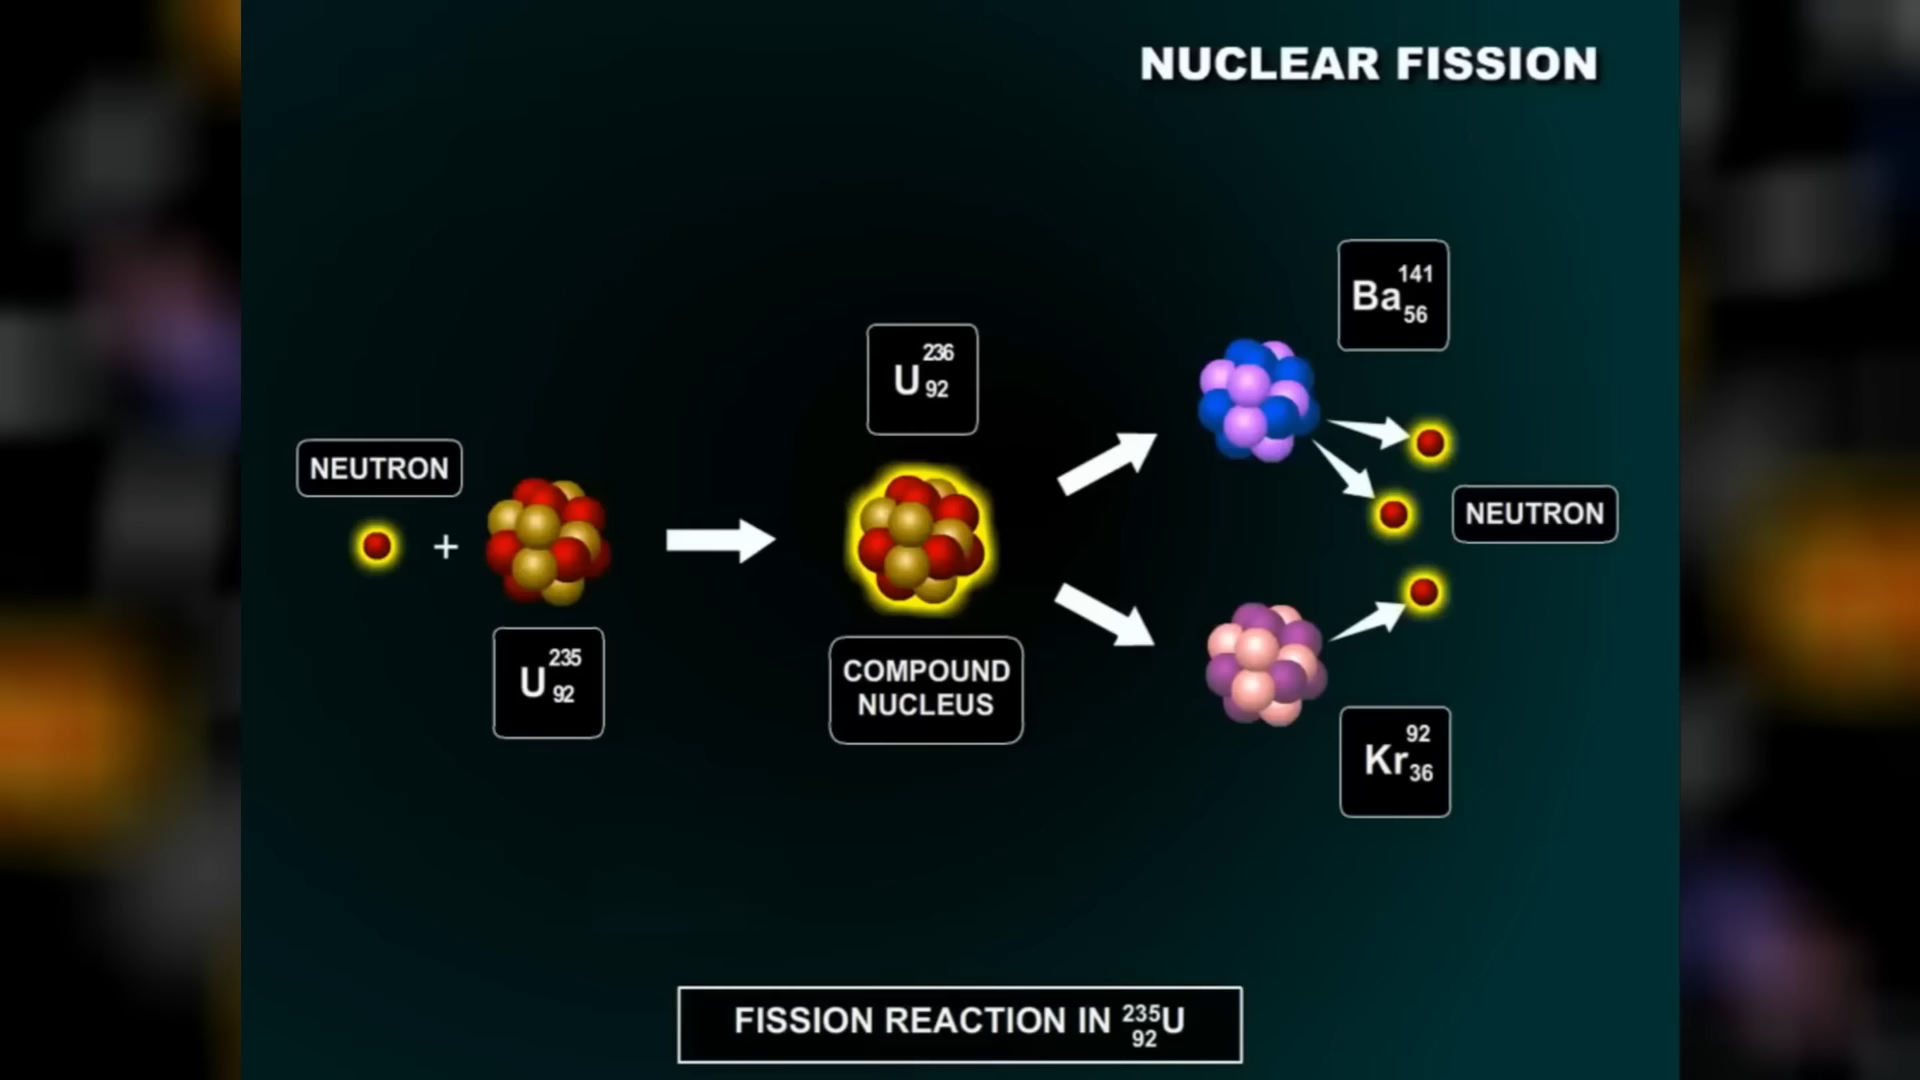 NUCLEAR FISSION
NEUTRON
+
U 235 92
U 236 92
COMPOUND
NUCLEUS
Ba 141 56
NEUTRON
Kr 92 36
FISSION REACTION IN 235 92 U